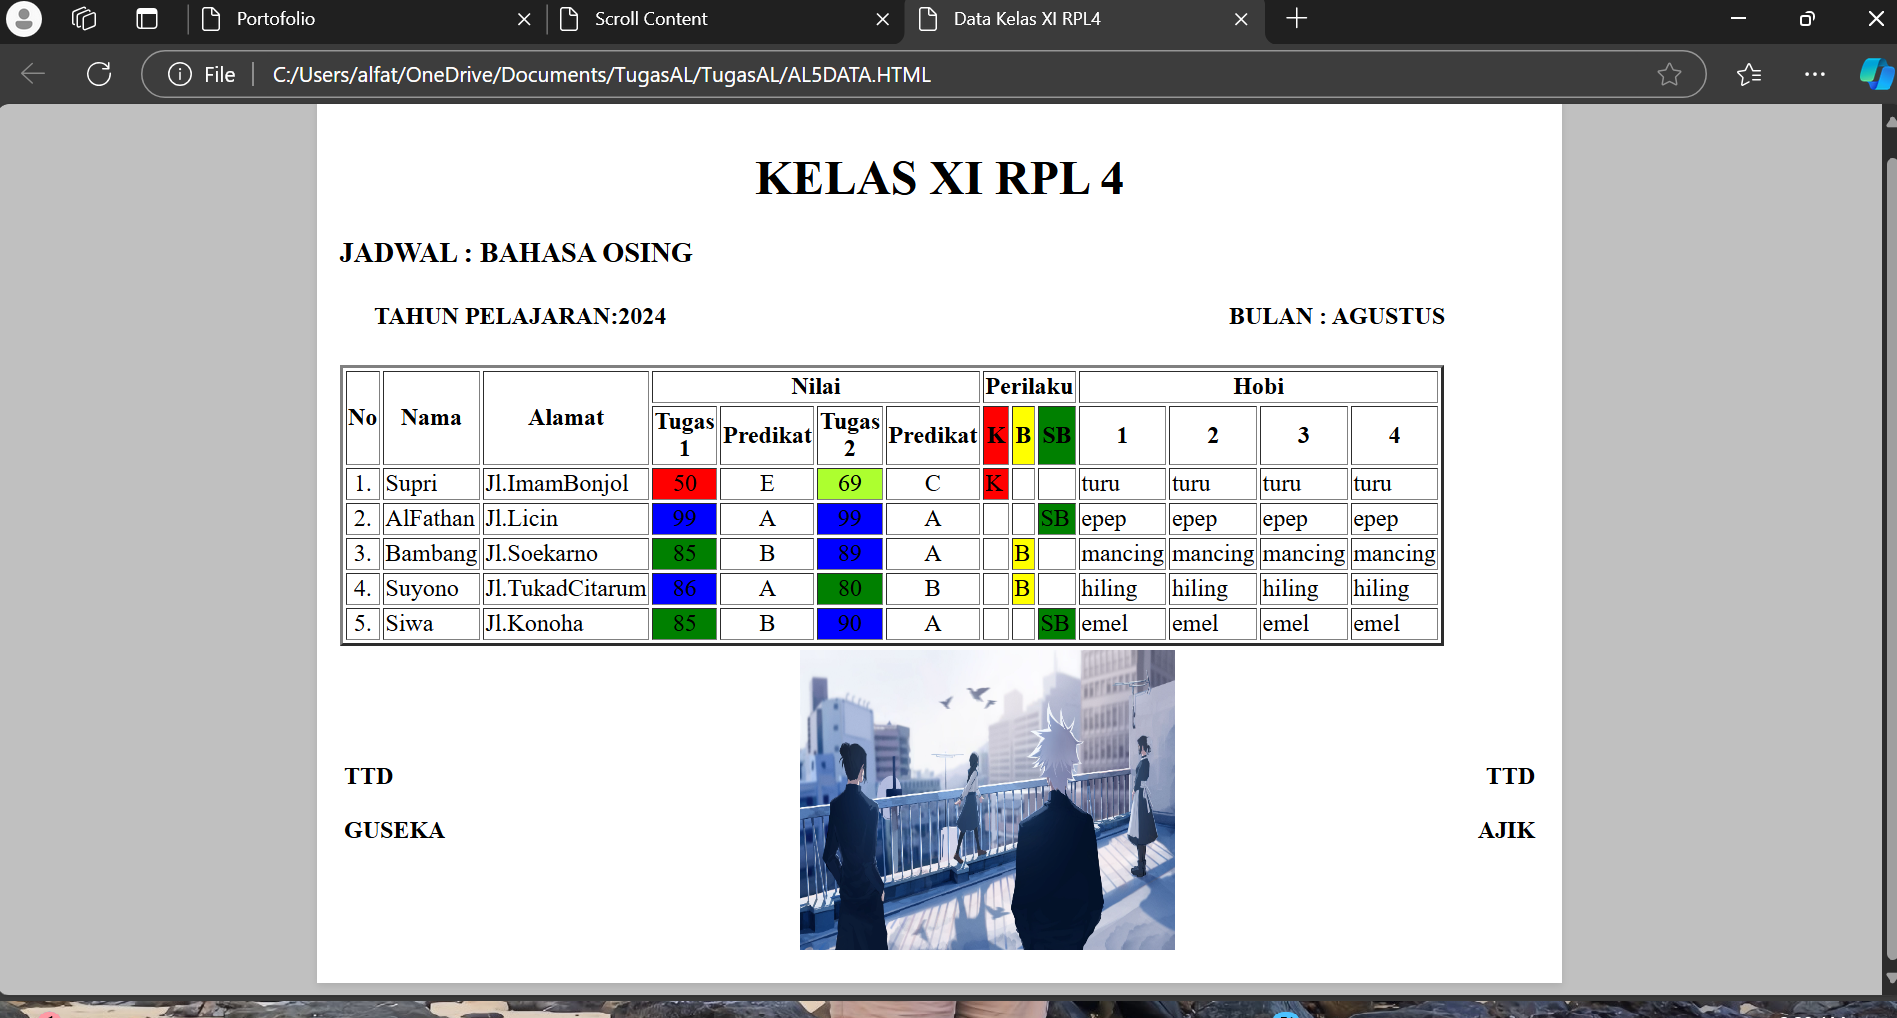 Portofolio
Scroll Content
Data Kelas XI RPL4
File
C:/Users/alfat/OneDrive/Documents/TugasAL/TugasAL/AL5DATA.HTML
KELAS XI RPL 4
JADWAL : BAHASA OSING
TAHUN PELAJARAN:2024 BULAN : AGUSTUS
No Nama Alamat Nilai Perilaku Hobi
Tugas 1 Predikat Tugas 2 Predikat K B SB 1 2 3 4
1. Supri Jl.ImamBonjol 50 E 69 C K turu turu turu turu
2. AlFathan Jl.Licin 99 A 99 A SB epep epep epep epep
3. Bambang Jl.Soekarno 85 B 89 A B mancing mancing mancing mancing
4. Suyono Jl.TukadCitarum 86 A 80 B B hiling hiling hiling hiling
5. Siwa Jl.Konoha 85 B 90 A SB emel emel emel emel
TTD TTD
GUSEKA AJIK